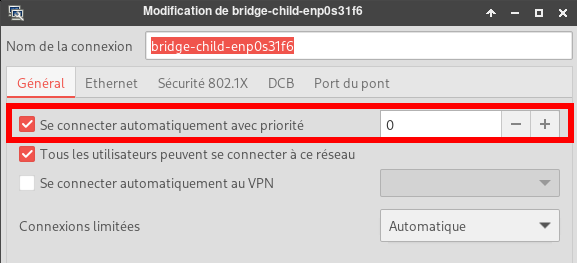 Modification de bridge-child-enp0s31f6
Nom de la connexion bridge-child-enp0s31f6
Général Ethernet Sécurité 802.1X DCB Port du pont
Se connecter automatiquement avec priorité 0 − +
Tous les utilisateurs peuvent se connecter à ce réseau
Se connecter automatiquement au VPN
Connexions limitées Automatique